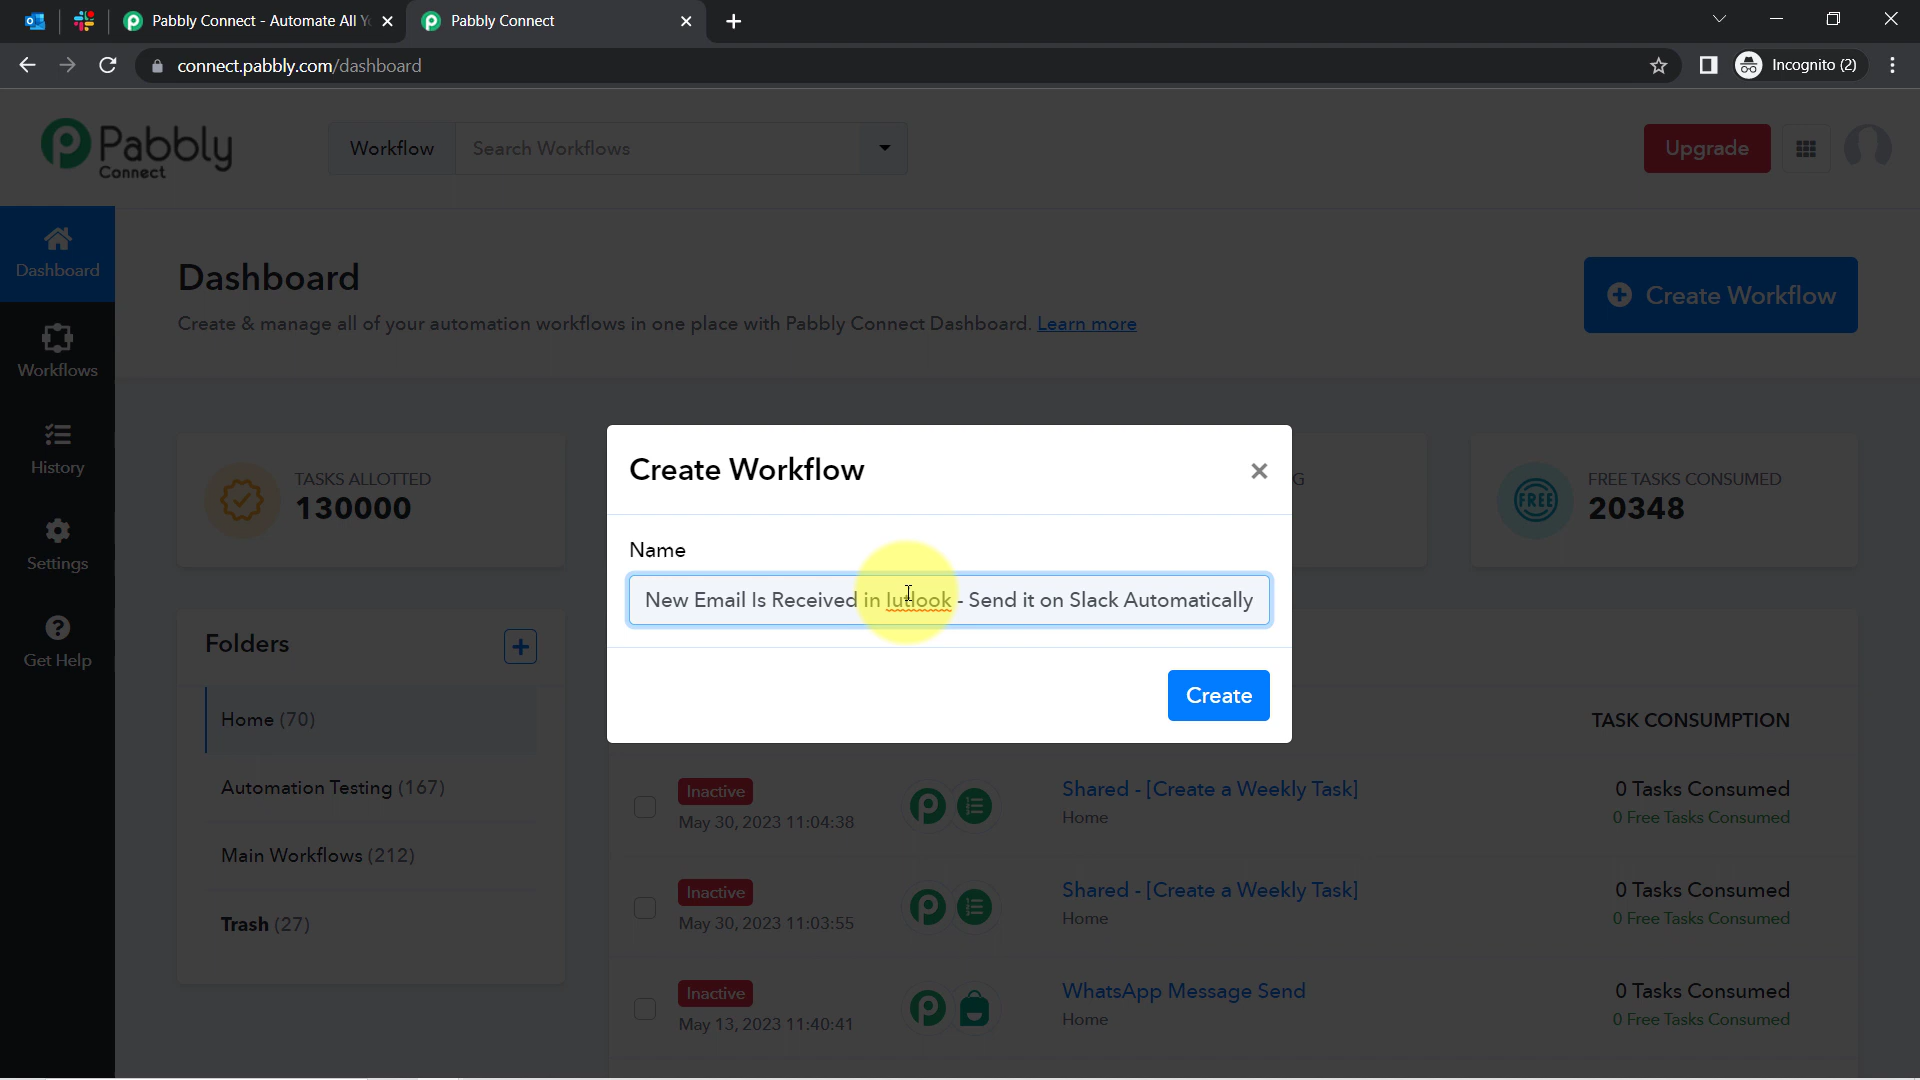 Pabbly Connect - Automate All Y
Pabbly Connect
connect.pabbly.com/dashboard
Incognito (2)
Pabbly
Connect
Workflow
Search Workflows
Upgrade
Dashboard
Workflows
History
Settings
Get Help
Dashboard
Create & manage all of your automation workflows in one place with Pabbly Connect Dashboard. Learn more
Create Workflow
TASKS ALLOTTED
130000
G
FREE
FREE TASKS CONSUMED
20348
Create Workflow
Name
New Email Is Received in Iutlook - Send it on Slack Automatically
Create
Folders
Home (70)
Automation Testing (167)
Main Workflows (212)
Trash (27)
TASK CONSUMPTION
Inactive
May 30, 2023 11:04:38
Shared - [Create a Weekly Task]
Home
0 Tasks Consumed
0 Free Tasks Consumed
Inactive
May 30, 2023 11:03:55
Shared - [Create a Weekly Task]
Home
0 Tasks Consumed
0 Free Tasks Consumed
Inactive
May 13, 2023 11:40:41
WhatsApp Message Send
Home
0 Tasks Consumed
0 Free Tasks Consumed